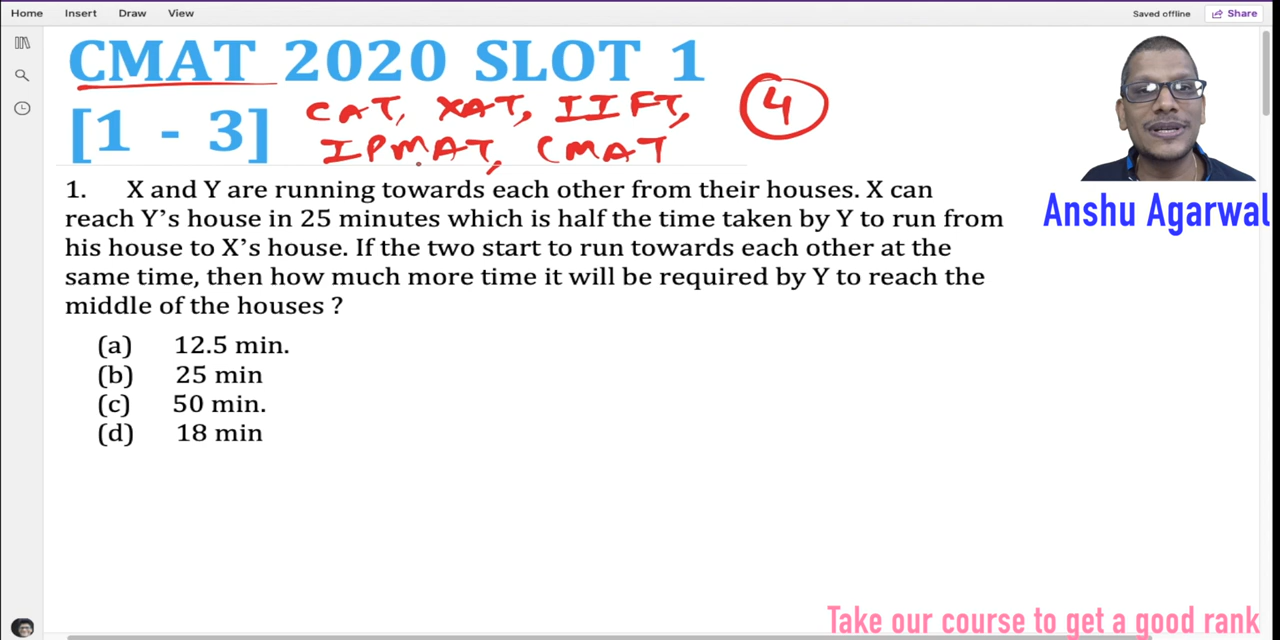 Home Insert Draw View Saved offline Share
CMAT 2020 SLOT 1
[1 - 3] CAT, XAT, IIFT, 4
IPMAT, CMAT
1. X and Y are running towards each other from their houses. X can
reach Y’s house in 25 minutes which is half the time taken by Y to run from
his house to X’s house. If the two start to run towards each other at the
same time, then how much more time it will be required by Y to reach the
middle of the houses ?
(a) 12.5 min.
(b) 25 min
(c) 50 min.
(d) 18 min
Anshu Agarwal
Take our course to get a good rank